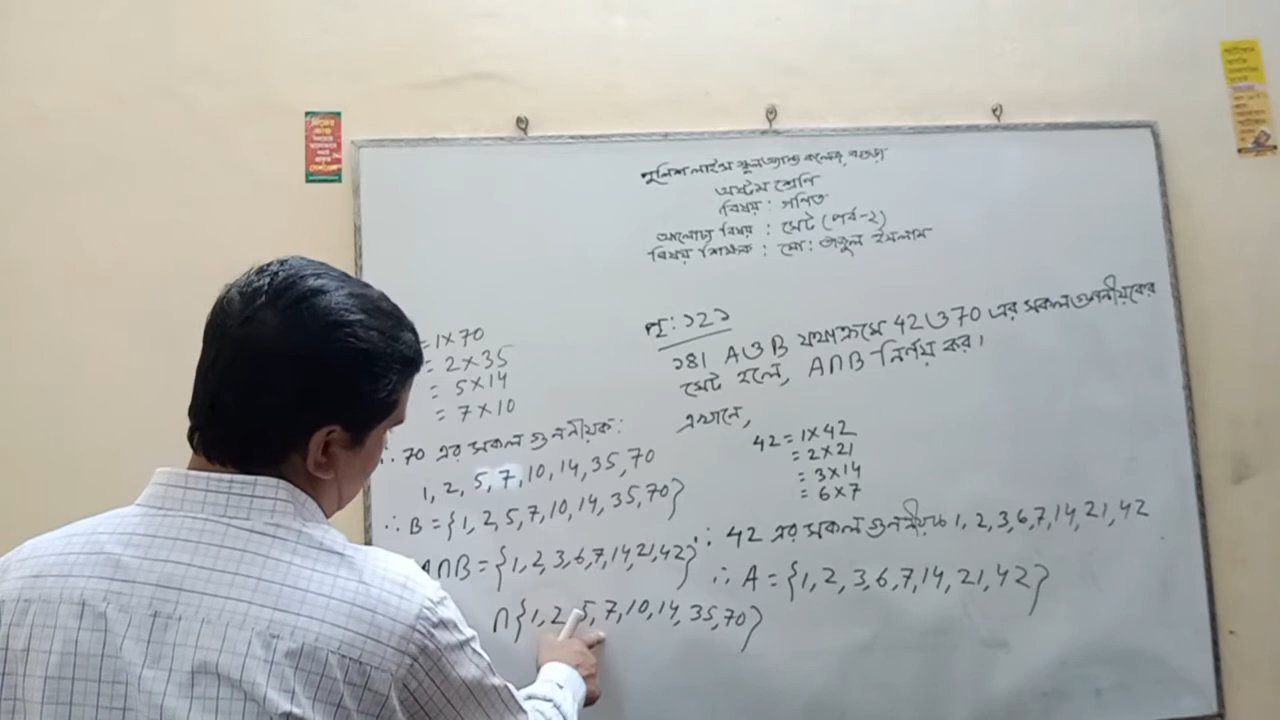 পুলিশ লাইন্স স্কুল অ্যান্ড কলেজ, বগুড়া
অষ্টম শ্রেণি
বিষয় : গণিত
আলোচ্য বিষয় : সেট (পর্ব-২)
বিষয় শিক্ষক : মো : ইসলাম
পৃ : ১২১
১৪। A ও B যথাক্রমে 42 ও 70 এর সকল গুণনীয়কের
সেট হলে, A∩B নির্ণয় কর।
এখানে,
42 = 1×42
= 2×21
= 3×14
= 6×7
∴ 42 এর সকল গুণনীয়ক 1, 2, 3, 6, 7, 14, 21, 42
∴ A = {1, 2, 3, 6, 7, 14, 21, 42}
= 1×70
= 2×35
= 5×14
= 7×10
∴ 70 এর সকল গুণনীয়ক :
1, 2, 5, 7, 10, 14, 35, 70
∴ B = {1, 2, 5, 7, 10, 14, 35, 70}
A∩B = {1, 2, 3, 6, 7, 14, 21, 42}
∩ {1, 2, 5, 7, 10, 14, 35, 70}